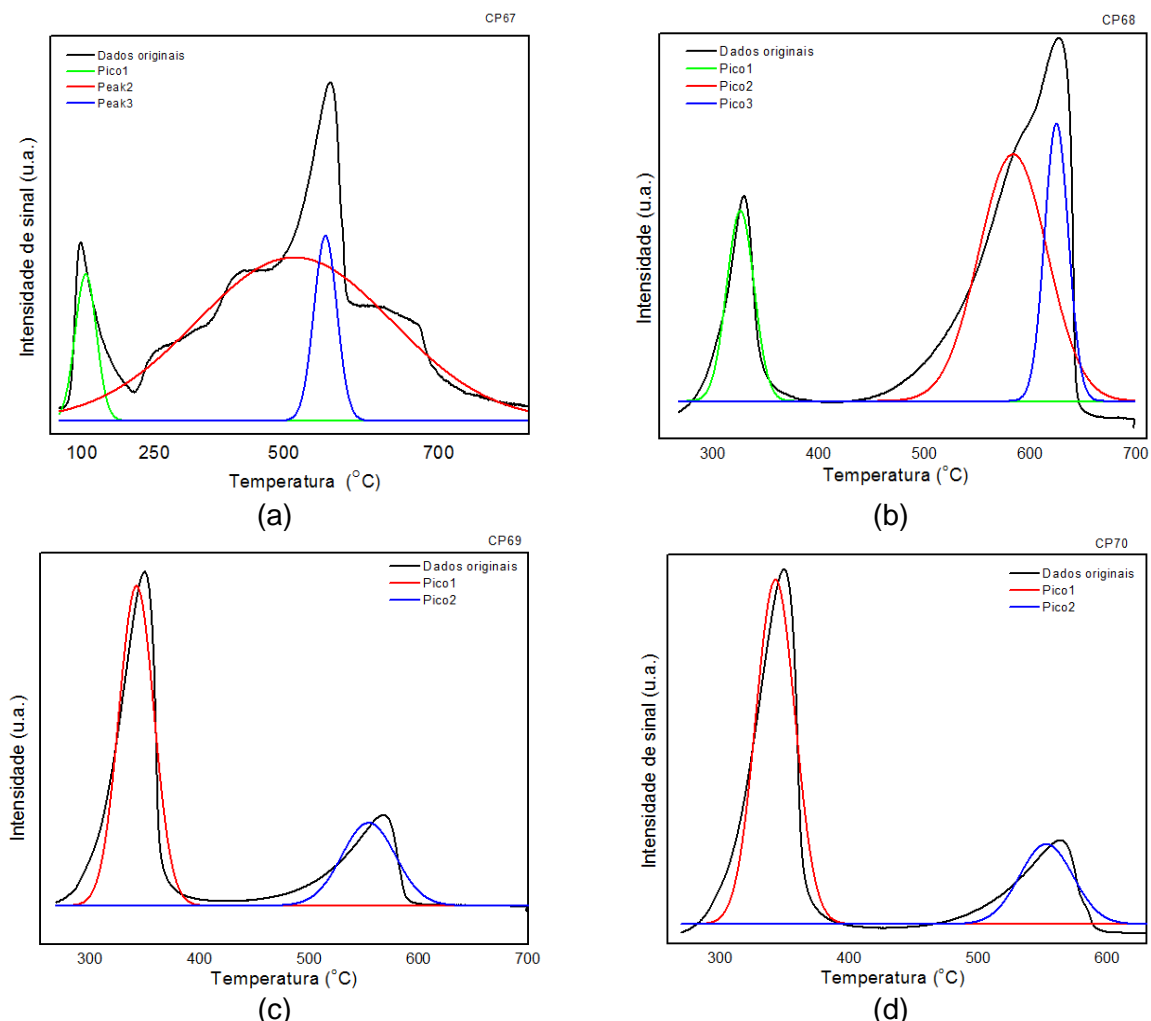 CP67
Dados originais
Pico1
Peak2
Peak3
Intensidade de sinal (u.a.)
100 250 500 700
Temperatura (°C)
(a)
CP68
Dados originais
Pico1
Pico2
Pico3
Intensidade (u.a.)
300 400 500 600 700
Temperatura (°C)
(b)
CP69
Dados originais
Pico1
Pico2
Intensidade (u.a.)
300 400 500 600 700
Temperatura (°C)
(c)
CP70
Dados originais
Pico1
Pico2
Intensidade de sinal (u.a.)
300 400 500 600
Temperatura (°C)
(d)